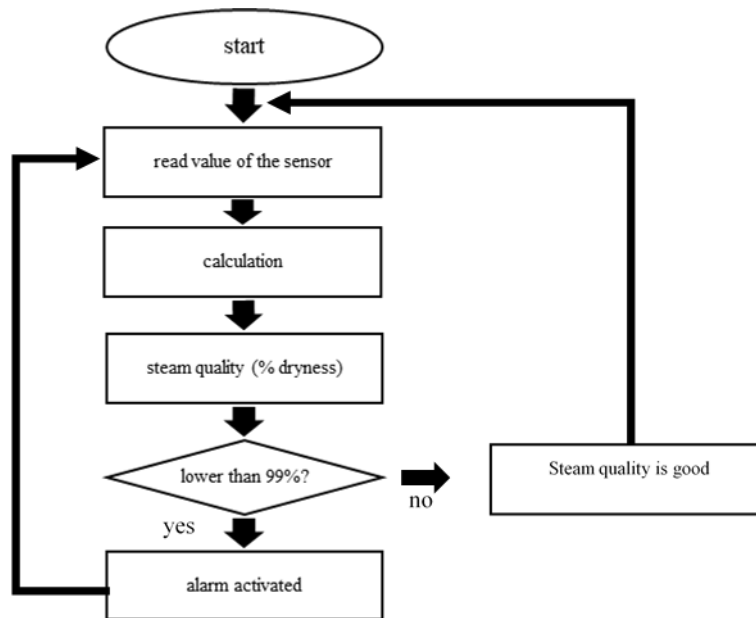 start
read value of the sensor
calculation
steam quality (% dryness)
lower than 99%?
no
Steam quality is good
yes
alarm activated